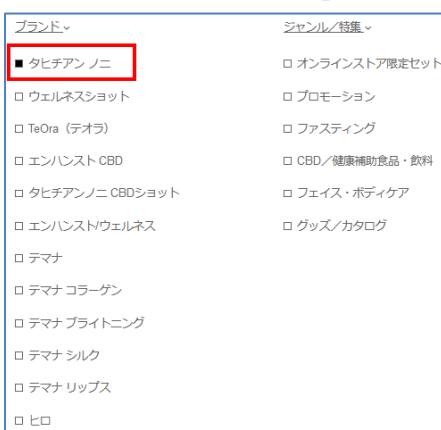 ブランド
タヒチアン ノニ
ウェルネスショット
TeOra（テオラ）
エンハンスト CBD
タヒチアンノニ CBDショット
エンハンスト/ウェルネス
テマナ
テマナ コラーゲン
テマナ ブライトニング
テマナ シルク
テマナ リップス
ヒロ
ジャンル／特集
オンラインストア限定セット
プロモーション
ファスティング
CBD／健康補助食品・飲料
フェイス・ボディケア
グッズ／カタログ